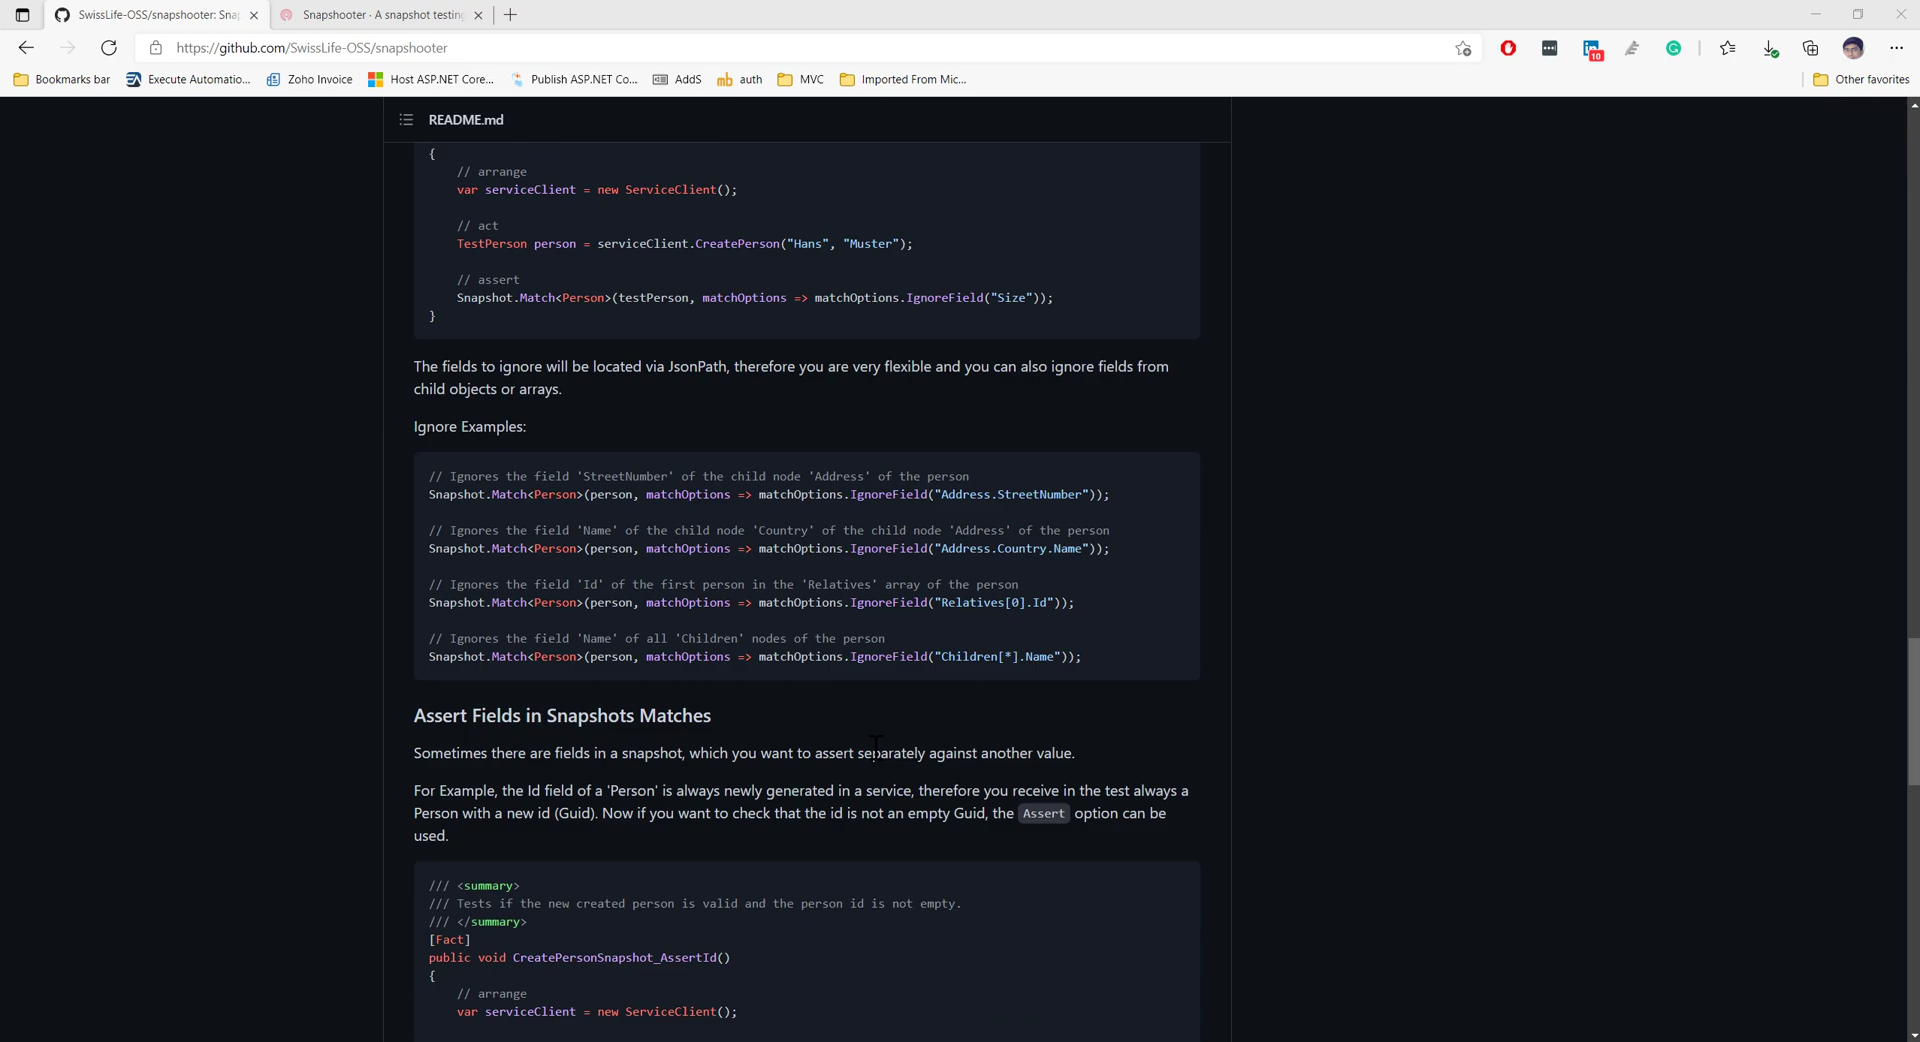 SwissLife-OSS/snapshooter: Snap
Snapshooter · A snapshot testing
https://github.com/SwissLife-OSS/snapshooter
10
Bookmarks bar
Execute Automatio...
Zoho Invoice
Host ASP.NET Core...
Publish ASP.NET Co...
AddS
mb auth
MVC
Imported From Mic...
Other favorites
README.md
{
// arrange
var serviceClient = new ServiceClient();
// act
TestPerson person = serviceClient.CreatePerson("Hans", "Muster");
// assert
Snapshot.Match<Person>(testPerson, matchOptions => matchOptions.IgnoreField("Size"));
}
The fields to ignore will be located via JsonPath, therefore you are very flexible and you can also ignore fields from
child objects or arrays.
Ignore Examples:
// Ignores the field 'StreetNumber' of the child node 'Address' of the person
Snapshot.Match<Person>(person, matchOptions => matchOptions.IgnoreField("Address.StreetNumber"));
// Ignores the field 'Name' of the child node 'Country' of the child node 'Address' of the person
Snapshot.Match<Person>(person, matchOptions => matchOptions.IgnoreField("Address.Country.Name"));
// Ignores the field 'Id' of the first person in the 'Relatives' array of the person
Snapshot.Match<Person>(person, matchOptions => matchOptions.IgnoreField("Relatives[0].Id"));
// Ignores the field 'Name' of all 'Children' nodes of the person
Snapshot.Match<Person>(person, matchOptions => matchOptions.IgnoreField("Children[*].Name"));
Assert Fields in Snapshots Matches
Sometimes there are fields in a snapshot, which you want to assert separately against another value.
For Example, the Id field of a 'Person' is always newly generated in a service, therefore you receive in the test always a
Person with a new id (Guid). Now if you want to check that the id is not an empty Guid, the Assert option can be
used.
/// <summary>
/// Tests if the new created person is valid and the person id is not empty.
/// </summary>
[Fact]
public void CreatePersonSnapshot_AssertId()
{
// arrange
var serviceClient = new ServiceClient();